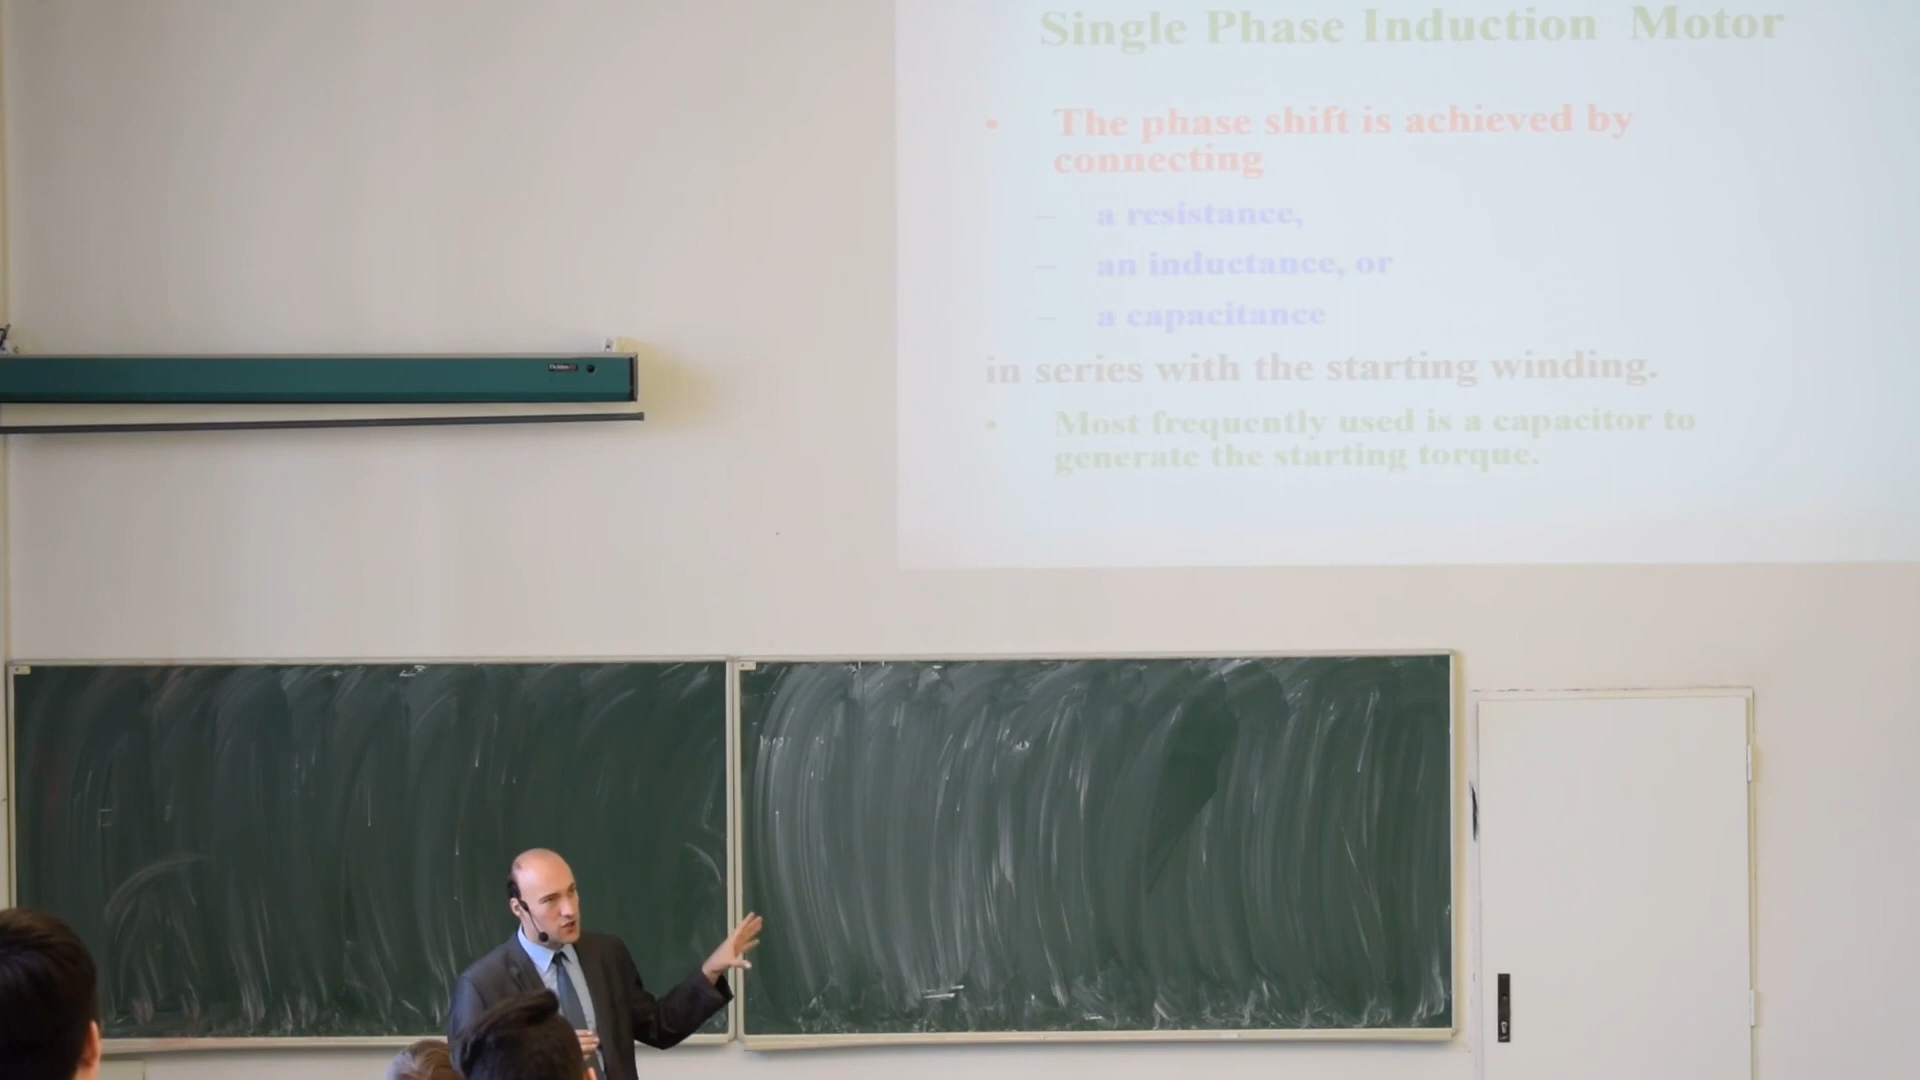 Single Phase Induction Motor
• The phase shift is achieved by
connecting
– a resistance,
– an inductance, or
– a capacitance
in series with the starting winding.
• Most frequently used is a capacitor to
generate the starting torque.